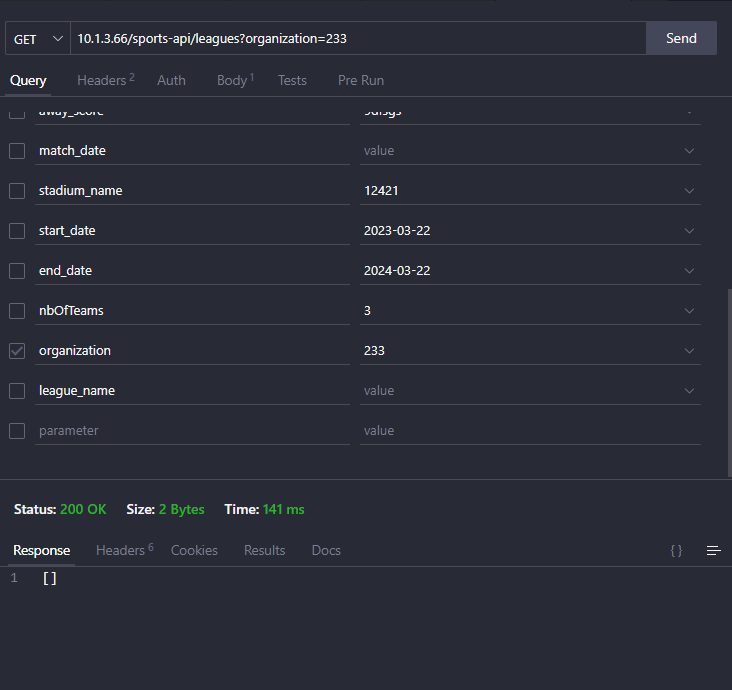 GET 10.1.3.66/sports-api/leagues?organization=233 Send
Query Headers 2 Auth Body 1 Tests Pre Run
away_score
match_date value
stadium_name 12421
start_date 2023-03-22
end_date 2024-03-22
nbOfTeams 3
organization 233
league_name value
parameter value
Status: 200 OK Size: 2 Bytes Time: 141 ms
Response Headers 6 Cookies Results Docs { }
1 []